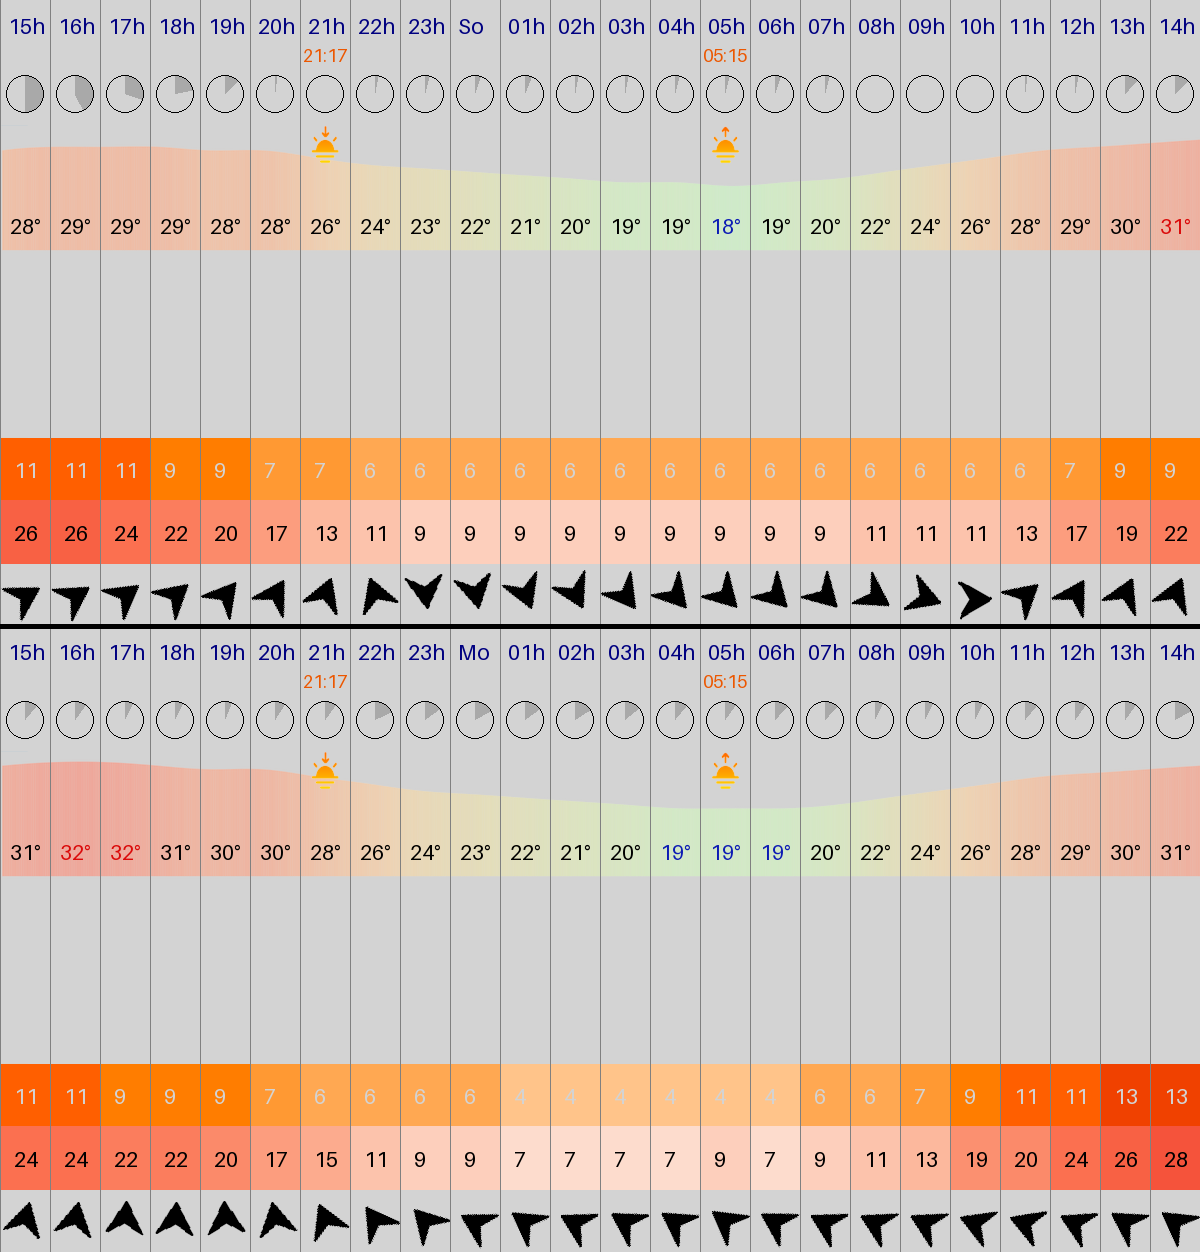 15h 16h 17h 18h 19h 20h 21h 22h 23h So 01h 02h 03h 04h 05h 06h 07h 08h 09h 10h 11h 12h 13h 14h
21:17 05:15
28° 29° 29° 29° 28° 28° 26° 24° 23° 22° 21° 20° 19° 19° 18° 19° 20° 22° 24° 26° 28° 29° 30° 31°
11 11 11 9 9 7 7 6 6 6 6 6 6 6 6 6 6 6 6 6 6 7 9 9
26 26 24 22 20 17 13 11 9 9 9 9 9 9 9 9 9 11 11 11 13 17 19 22
15h 16h 17h 18h 19h 20h 21h 22h 23h Mo 01h 02h 03h 04h 05h 06h 07h 08h 09h 10h 11h 12h 13h 14h
21:17 05:15
31° 32° 32° 31° 30° 30° 28° 26° 24° 23° 22° 21° 20° 19° 19° 19° 20° 22° 24° 26° 28° 29° 30° 31°
11 11 9 9 9 7 6 6 6 6 4 4 4 4 4 4 6 6 7 9 11 11 13 13
24 24 22 22 20 17 15 11 9 9 7 7 7 7 9 7 9 11 13 19 20 24 26 28